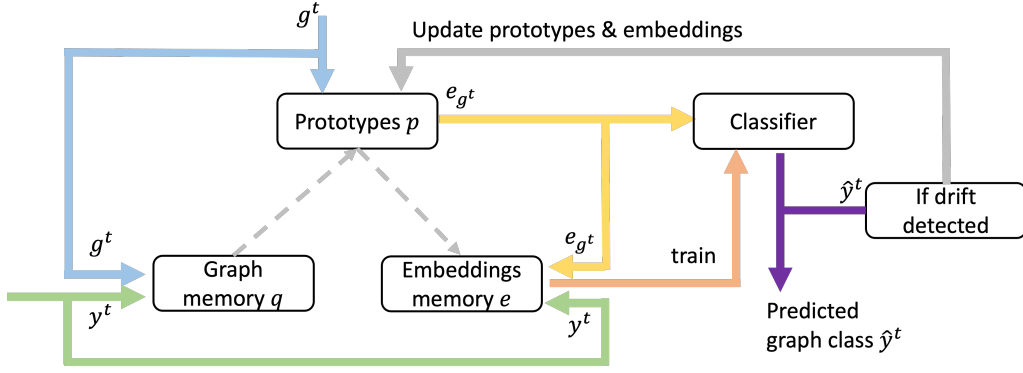 g^t
Update prototypes & embeddings
e_{g^t}
Prototypes p
Classifier
ŷ^t
If drift
detected
g^t
e_{g^t}
train
Graph
memory q
Embeddings
memory e
y^t
y^t
Predicted
graph class ŷ^t